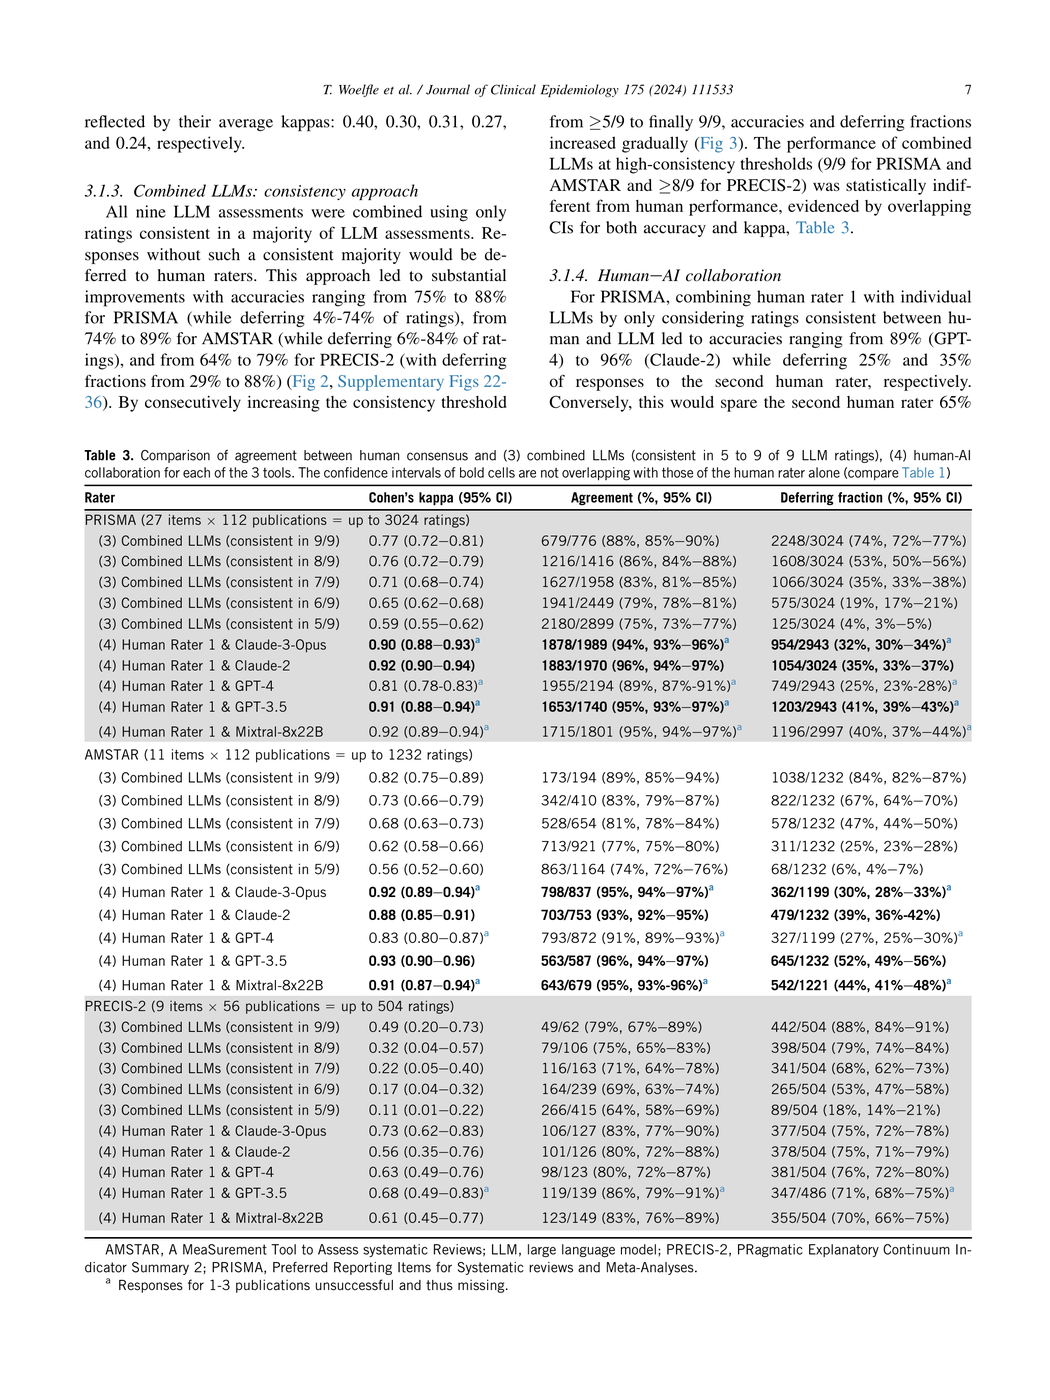 T. Woelfle et al. / Journal of Clinical Epidemiology 175 (2024) 111533
7
reflected by their average kappas: 0.40, 0.30, 0.31, 0.27,
and 0.24, respectively.
3.1.3. Combined LLMs: consistency approach
All nine LLM assessments were combined using only
ratings consistent in a majority of LLM assessments. Re-
sponses without such a consistent majority would be de-
ferred to human raters. This approach led to substantial
improvements with accuracies ranging from 75% to 88%
for PRISMA (while deferring 4%-74% of ratings), from
74% to 89% for AMSTAR (while deferring 6%-84% of rat-
ings), and from 64% to 79% for PRECIS-2 (with deferring
fractions from 29% to 88%) (Fig 2, Supplementary Figs 22-
36). By consecutively increasing the consistency threshold
from ≥5/9 to finally 9/9, accuracies and deferring fractions
increased gradually (Fig 3). The performance of combined
LLMs at high-consistency thresholds (9/9 for PRISMA and
AMSTAR and ≥8/9 for PRECIS-2) was statistically indif-
ferent from human performance, evidenced by overlapping
CIs for both accuracy and kappa, Table 3.
3.1.4. Human—AI collaboration
For PRISMA, combining human rater 1 with individual
LLMs by only considering ratings consistent between hu-
man and LLM led to accuracies ranging from 89% (GPT-
4) to 96% (Claude-2) while deferring 25% and 35%
of responses to the second human rater, respectively.
Conversely, this would spare the second human rater 65%
Table 3. Comparison of agreement between human consensus and (3) combined LLMs (consistent in 5 to 9 of 9 LLM ratings), (4) human-AI
collaboration for each of the 3 tools. The confidence intervals of bold cells are not overlapping with those of the human rater alone (compare Table 1)
Rater Cohen's kappa (95% CI) Agreement (%, 95% CI) Deferring fraction (%, 95% CI)
PRISMA (27 items × 112 publications = up to 3024 ratings)
(3) Combined LLMs (consistent in 9/9) 0.77 (0.72—0.81) 679/776 (88%, 85%—90%) 2248/3024 (74%, 72%—77%)
(3) Combined LLMs (consistent in 8/9) 0.76 (0.72—0.79) 1216/1416 (86%, 84%—88%) 1608/3024 (53%, 50%—56%)
(3) Combined LLMs (consistent in 7/9) 0.71 (0.68—0.74) 1627/1958 (83%, 81%—85%) 1066/3024 (35%, 33%—38%)
(3) Combined LLMs (consistent in 6/9) 0.65 (0.62—0.68) 1941/2449 (79%, 78%—81%) 575/3024 (19%, 17%—21%)
(3) Combined LLMs (consistent in 5/9) 0.59 (0.55—0.62) 2180/2899 (75%, 73%—77%) 125/3024 (4%, 3%—5%)
(4) Human Rater 1 & Claude-3-Opus 0.90 (0.88—0.93)a 1878/1989 (94%, 93%—96%)a 954/2943 (32%, 30%—34%)a
(4) Human Rater 1 & Claude-2 0.92 (0.90—0.94) 1883/1970 (96%, 94%—97%) 1054/3024 (35%, 33%—37%)
(4) Human Rater 1 & GPT-4 0.81 (0.78-0.83)a 1955/2194 (89%, 87%-91%)a 749/2943 (25%, 23%-28%)a
(4) Human Rater 1 & GPT-3.5 0.91 (0.88—0.94)a 1653/1740 (95%, 93%—97%)a 1203/2943 (41%, 39%—43%)a
(4) Human Rater 1 & Mixtral-8x22B 0.92 (0.89—0.94)a 1715/1801 (95%, 94%—97%)a 1196/2997 (40%, 37%—44%)a
AMSTAR (11 items × 112 publications = up to 1232 ratings)
(3) Combined LLMs (consistent in 9/9) 0.82 (0.75—0.89) 173/194 (89%, 85%—94%) 1038/1232 (84%, 82%—87%)
(3) Combined LLMs (consistent in 8/9) 0.73 (0.66—0.79) 342/410 (83%, 79%—87%) 822/1232 (67%, 64%—70%)
(3) Combined LLMs (consistent in 7/9) 0.68 (0.63—0.73) 528/654 (81%, 78%—84%) 578/1232 (47%, 44%—50%)
(3) Combined LLMs (consistent in 6/9) 0.62 (0.58—0.66) 713/921 (77%, 75%—80%) 311/1232 (25%, 23%—28%)
(3) Combined LLMs (consistent in 5/9) 0.56 (0.52—0.60) 863/1164 (74%, 72%—76%) 68/1232 (6%, 4%—7%)
(4) Human Rater 1 & Claude-3-Opus 0.92 (0.89—0.94)a 798/837 (95%, 94%—97%)a 362/1199 (30%, 28%—33%)a
(4) Human Rater 1 & Claude-2 0.88 (0.85—0.91) 703/753 (93%, 92%—95%) 479/1232 (39%, 36%-42%)
(4) Human Rater 1 & GPT-4 0.83 (0.80—0.87)a 793/872 (91%, 89%—93%)a 327/1199 (27%, 25%—30%)a
(4) Human Rater 1 & GPT-3.5 0.93 (0.90—0.96) 563/587 (96%, 94%—97%) 645/1232 (52%, 49%—56%)
(4) Human Rater 1 & Mixtral-8x22B 0.91 (0.87—0.94)a 643/679 (95%, 93%-96%)a 542/1221 (44%, 41%—48%)a
PRECIS-2 (9 items × 56 publications = up to 504 ratings)
(3) Combined LLMs (consistent in 9/9) 0.49 (0.20—0.73) 49/62 (79%, 67%—89%) 442/504 (88%, 84%—91%)
(3) Combined LLMs (consistent in 8/9) 0.32 (0.04—0.57) 79/106 (75%, 65%—83%) 398/504 (79%, 74%—84%)
(3) Combined LLMs (consistent in 7/9) 0.22 (0.05—0.40) 116/163 (71%, 64%—78%) 341/504 (68%, 62%—73%)
(3) Combined LLMs (consistent in 6/9) 0.17 (0.04—0.32) 164/239 (69%, 63%—74%) 265/504 (53%, 47%—58%)
(3) Combined LLMs (consistent in 5/9) 0.11 (0.01—0.22) 266/415 (64%, 58%—69%) 89/504 (18%, 14%—21%)
(4) Human Rater 1 & Claude-3-Opus 0.73 (0.62—0.83) 106/127 (83%, 77%—90%) 377/504 (75%, 72%—78%)
(4) Human Rater 1 & Claude-2 0.56 (0.35—0.76) 101/126 (80%, 72%—88%) 378/504 (75%, 71%—79%)
(4) Human Rater 1 & GPT-4 0.63 (0.49—0.76) 98/123 (80%, 72%—87%) 381/504 (76%, 72%—80%)
(4) Human Rater 1 & GPT-3.5 0.68 (0.49—0.83)a 119/139 (86%, 79%—91%)a 347/486 (71%, 68%—75%)a
(4) Human Rater 1 & Mixtral-8x22B 0.61 (0.45—0.77) 123/149 (83%, 76%—89%) 355/504 (70%, 66%—75%)
AMSTAR, A MeaSurement Tool to Assess systematic Reviews; LLM, large language model; PRECIS-2, PRagmatic Explanatory Continuum In-
dicator Summary 2; PRISMA, Preferred Reporting Items for Systematic reviews and Meta-Analyses.
a Responses for 1-3 publications unsuccessful and thus missing.